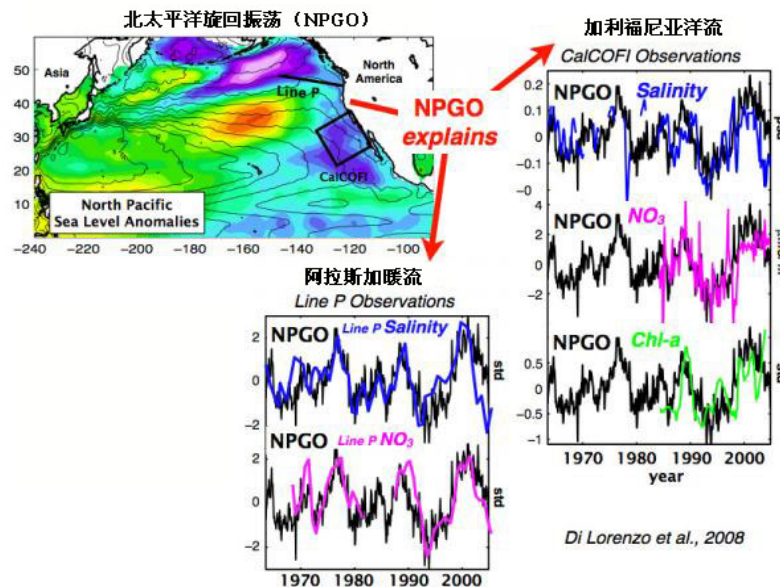 北太平洋旋回振荡（NPGO）
加利福尼亚洋流
CalCOFI Observations
Asia
North
America
Line P
CalCOFI
North Pacific
Sea Level Anomalies
60
50
40
30
20
10
-240 -220 -200 -180 -160 -140 -120 -100
NPGO
explains
NPGO Salinity
0.2
0.1
0
-0.1
-0
NPGO NO3
4
2
0
-2
NPGO Chl-a
0.5
0
-0.5
-1
std
1970 1980 1990 2000
year
阿拉斯加暖流
Line P Observations
NPGO Line P Salinity
2
0
-2
std
NPGO Line P NO3
2
0
-2
std
1970 1980 1990 2000
Di Lorenzo et al., 2008